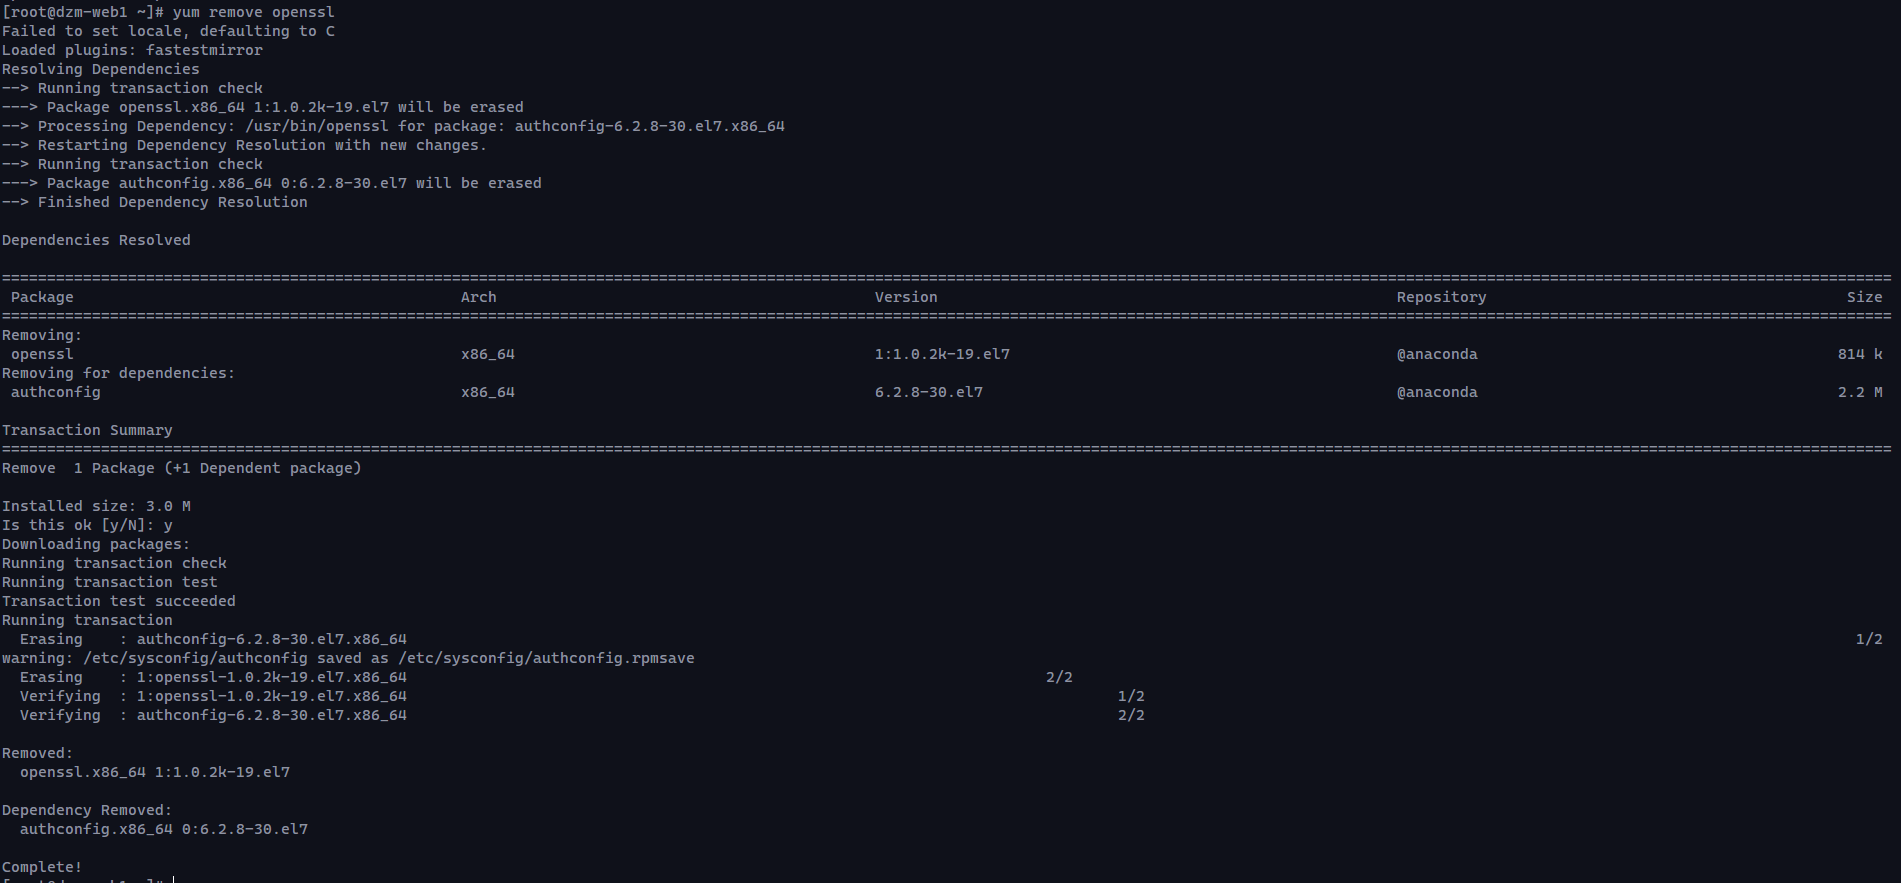 [root@dzm-web1 ~]# yum remove openssl
Failed to set locale, defaulting to C
Loaded plugins: fastestmirror
Resolving Dependencies
--> Running transaction check
---> Package openssl.x86_64 1:1.0.2k-19.el7 will be erased
--> Processing Dependency: /usr/bin/openssl for package: authconfig-6.2.8-30.el7.x86_64
--> Restarting Dependency Resolution with new changes.
--> Running transaction check
---> Package authconfig.x86_64 0:6.2.8-30.el7 will be erased
--> Finished Dependency Resolution
Dependencies Resolved
Package Arch Version Repository Size
Removing:
openssl x86_64 1:1.0.2k-19.el7 @anaconda 814 k
Removing for dependencies:
authconfig x86_64 6.2.8-30.el7 @anaconda 2.2 M
Transaction Summary
Remove 1 Package (+1 Dependent package)
Installed size: 3.0 M
Is this ok [y/N]: y
Downloading packages:
Running transaction check
Running transaction test
Transaction test succeeded
Running transaction
Erasing : authconfig-6.2.8-30.el7.x86_64 1/2
warning: /etc/sysconfig/authconfig saved as /etc/sysconfig/authconfig.rpmsave
Erasing : 1:openssl-1.0.2k-19.el7.x86_64 2/2
Verifying : 1:openssl-1.0.2k-19.el7.x86_64 1/2
Verifying : authconfig-6.2.8-30.el7.x86_64 2/2
Removed:
openssl.x86_64 1:1.0.2k-19.el7
Dependency Removed:
authconfig.x86_64 0:6.2.8-30.el7
Complete!